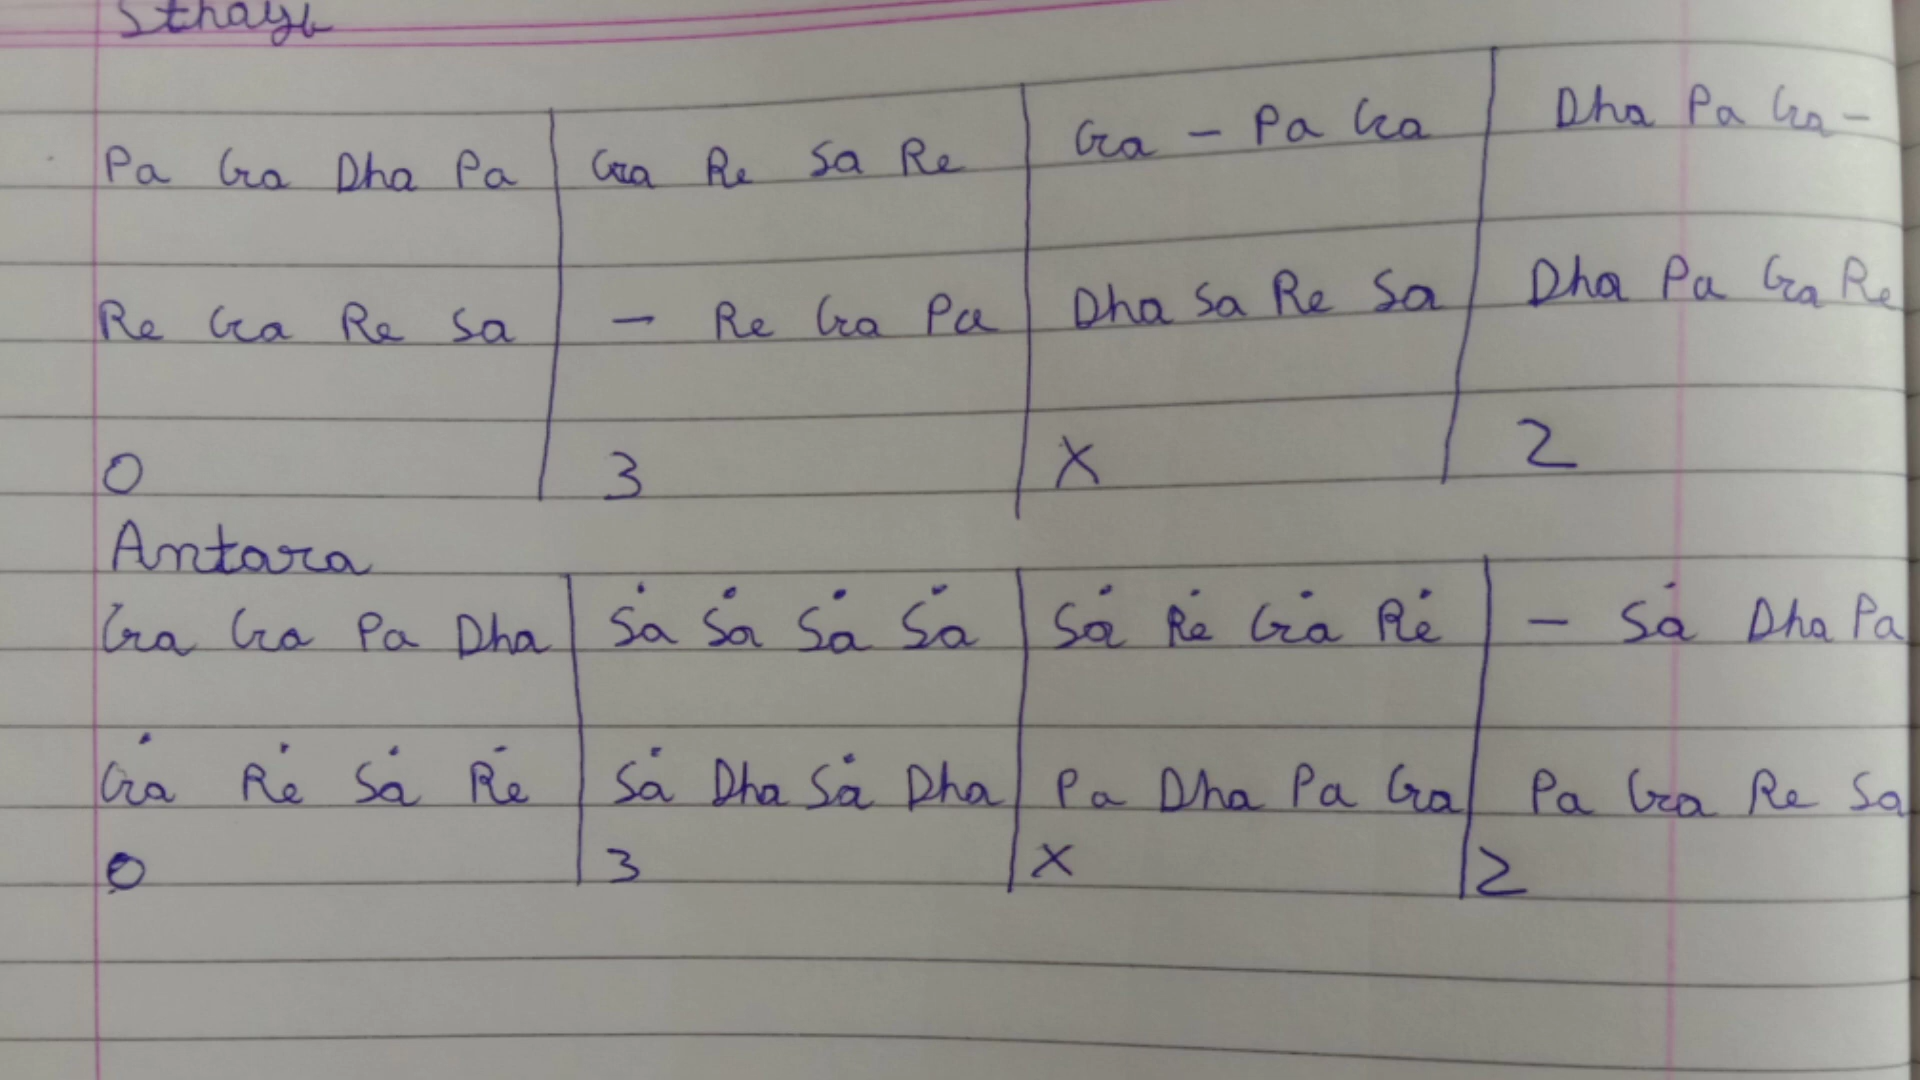 Sthayi
Pa Ga Dha Pa | Ga Re Sa Re | Ga – Pa Ga | Dha Pa Ga –
Re Ga Re Sa | – Re Ga Pa | Dha Sa Re Sa | Dha Pa Ga Re
0 | 3 | X | 2
Antara
Ga Ga Pa Dha | Ṡa Ṡa Ṡa Ṡa | Ṡa Ṙe Ġa Ṙe | – Ṡa Dha Pa
Ġa Ṙe Ṡa Ṙe | Ṡa Dha Ṡa Dha | Pa Dha Pa Ga | Pa Ga Re Sa
0 | 3 | X | 2